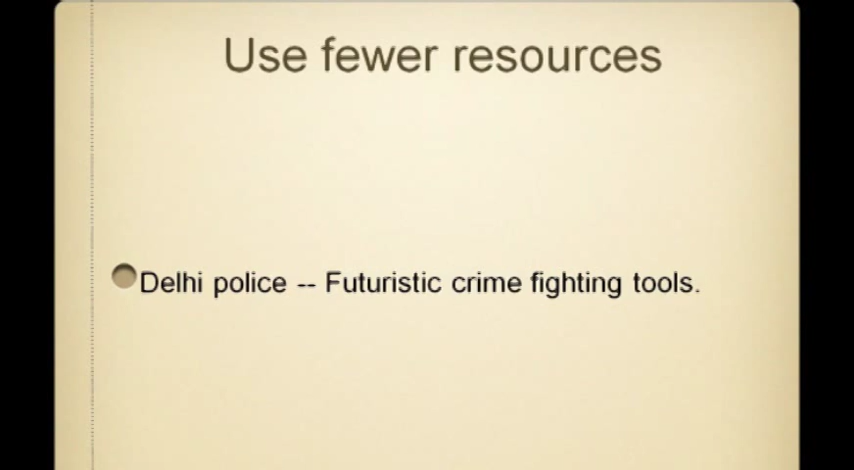 Use fewer resources
Delhi police -- Futuristic crime fighting tools.